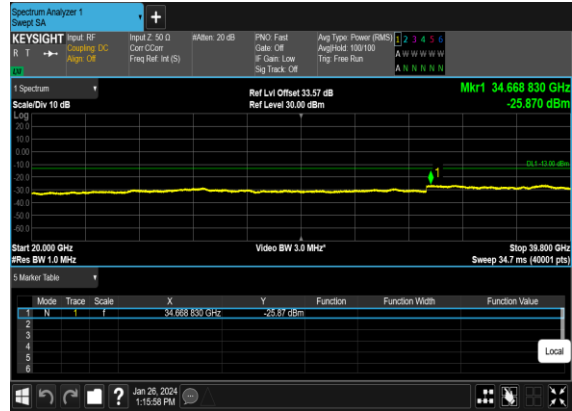 Spectrum Analyzer 1
Swept SA
+
KEYSIGHT Input: RF Input Z: 50 Ω #Atten: 20 dB PNO: Fast Avg Type: Power (RMS) 1 2 3 4 5 6
R T Coupling: DC Corr CCorr Gate: Off Avg|Hold: 100/100 A W W W W W
Align: Off Freq Ref: Int (S) IF Gain: Low Trig: Free Run
Sig Track: Off A N N N N N
1 Spectrum Ref Lvl Offset 33.57 dB Mkr1 34.668 830 GHz
Scale/Div 10 dB Ref Level 30.00 dBm -25.870 dBm
Log
20.0
10.0
0.00
-10.0 DL1 -13.00 dBm
1
-20.0
-30.0
-40.0
-50.0
-60.0
Start 20.000 GHz Video BW 3.0 MHz* Stop 39.800 GHz
#Res BW 1.0 MHz Sweep 34.7 ms (40001 pts)
5 Marker Table
Mode Trace Scale X Y Function Function Width Function Value
1 N 1 f 34.668 830 GHz -25.87 dBm
2
3
4
5
6
Local
? Jan 26, 2024
1:15:58 PM